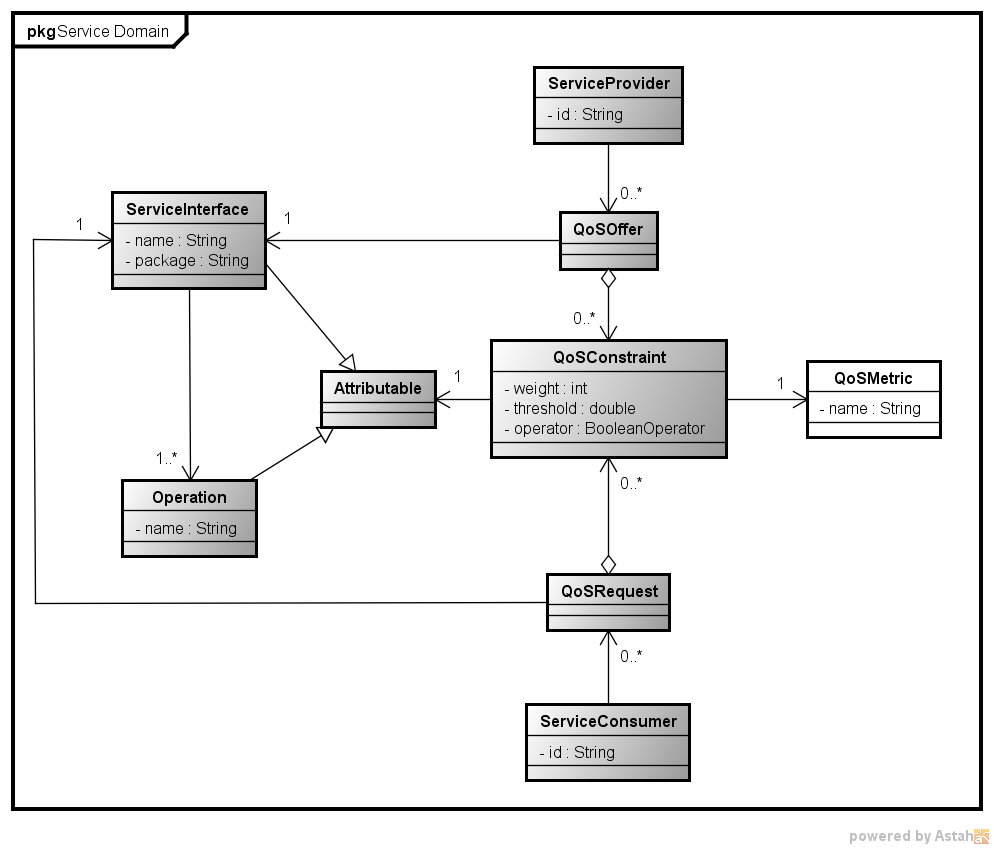 pkg Service Domain
ServiceProvider
- id : String
0..*
ServiceInterface
- name : String
- package : String
1
1
QoSOffer
0..*
QoSConstraint
- weight : int
- threshold : double
- operator : BooleanOperator
Attributable
1
1
QoSMetric
- name : String
1..*
Operation
- name : String
0..*
QoSRequest
0..*
ServiceConsumer
- id : String
powered by Astah